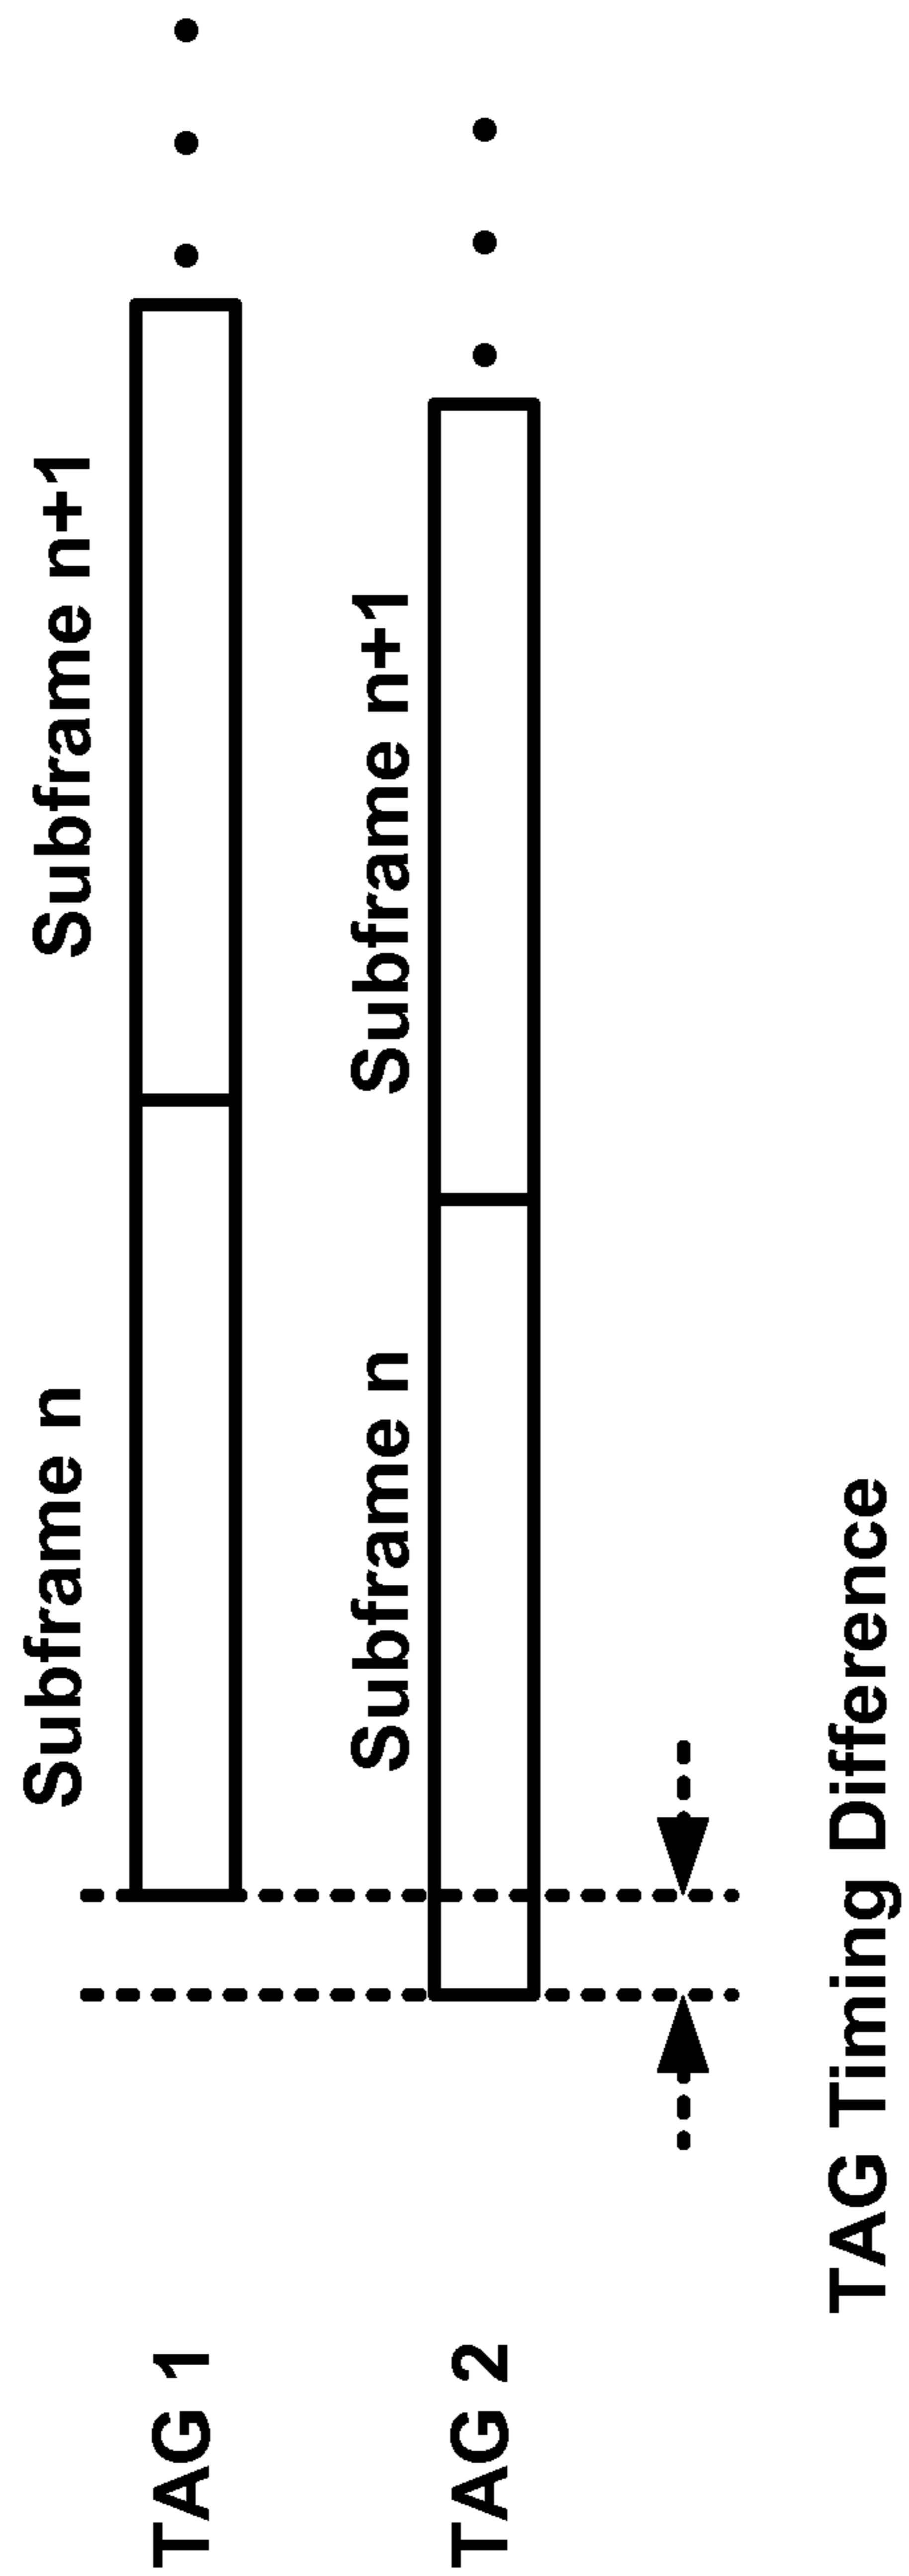 Subframe n
Subframe n+1
TAG 1
Subframe n
Subframe n+1
TAG 2
TAG Timing Difference